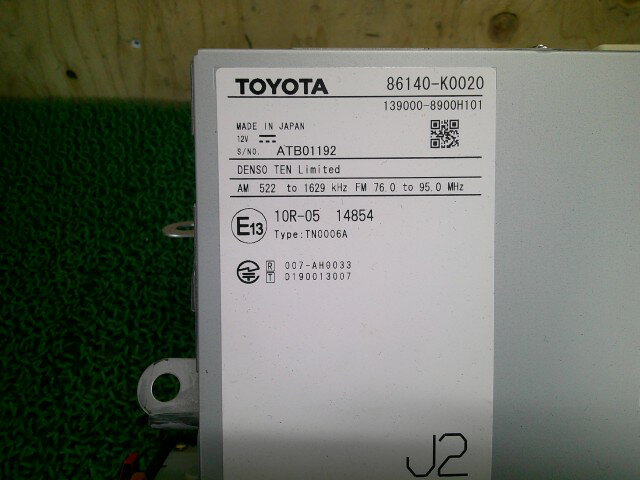 TOYOTA 86140-K0020
139000-8900H101
MADE IN JAPAN
12V
S/NO. ATB01192
DENSO TEN Limited
AM 522 to 1629 kHz FM 76.0 to 95.0 MHz
E13 10R-05 14854
Type:TN0006A
R 007-AH0033
T D190013007
J2